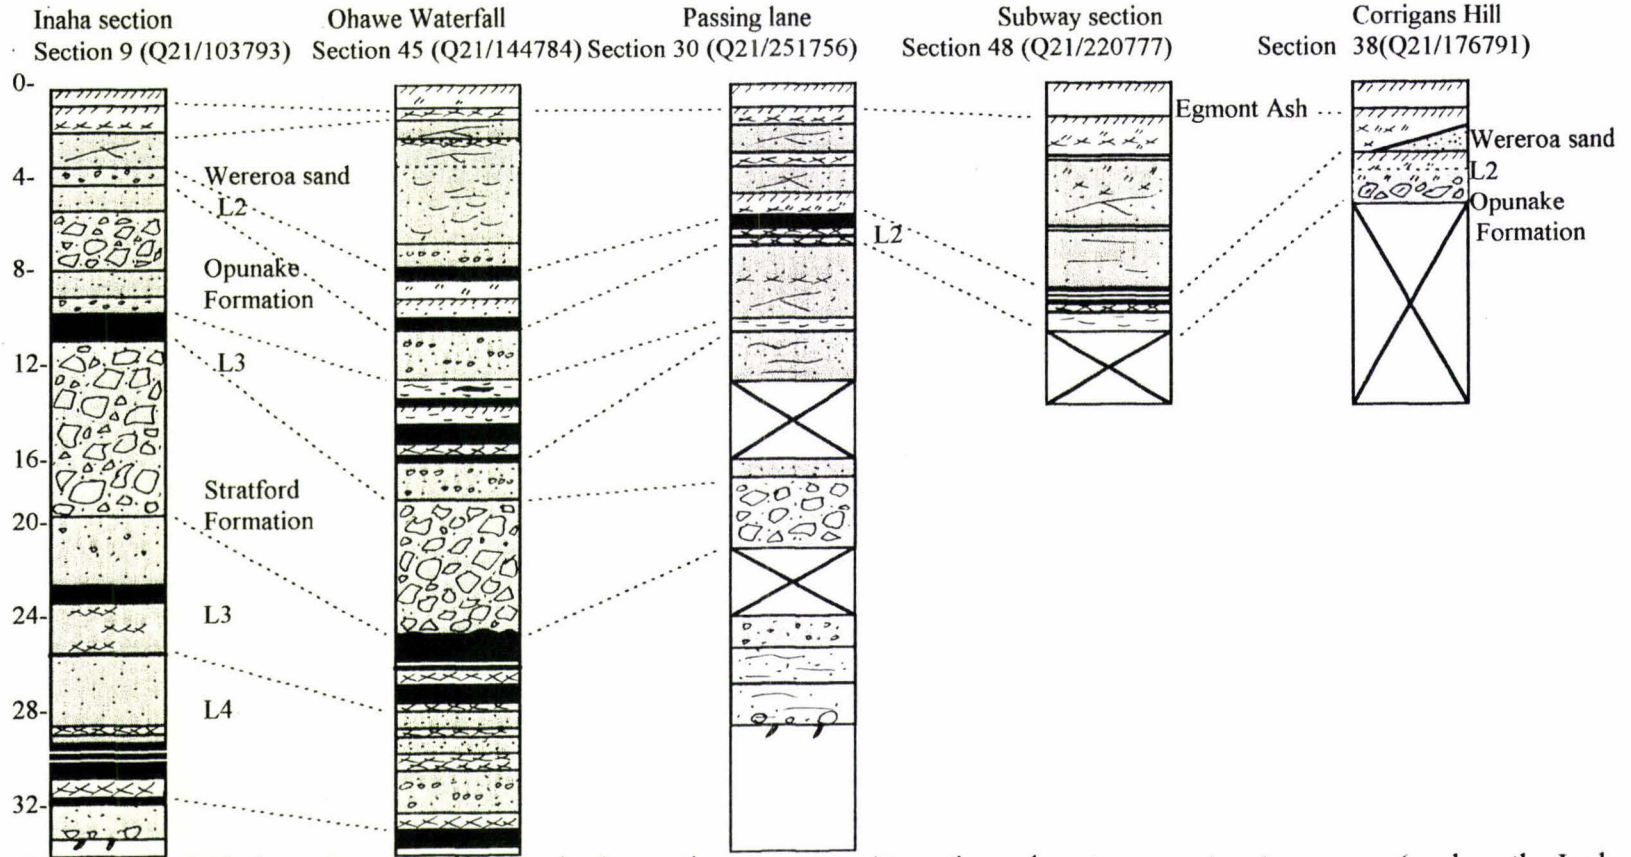 Inaha section
Section 9 (Q21/103793)
Ohawe Waterfall
Section 45 (Q21/144784)
Passing lane
Section 30 (Q21/251756)
Subway section
Section 48 (Q21/220777)
Corrigans Hill
Section 38(Q21/176791)
0-
4-
8-
12-
16-
20-
24-
28-
32-
Wereroa sand
L2
Opunake
Formation
L3
Stratford
Formation
L3
L4
L2
Egmont Ash
Wereroa sand
L2
Opunake
Formation